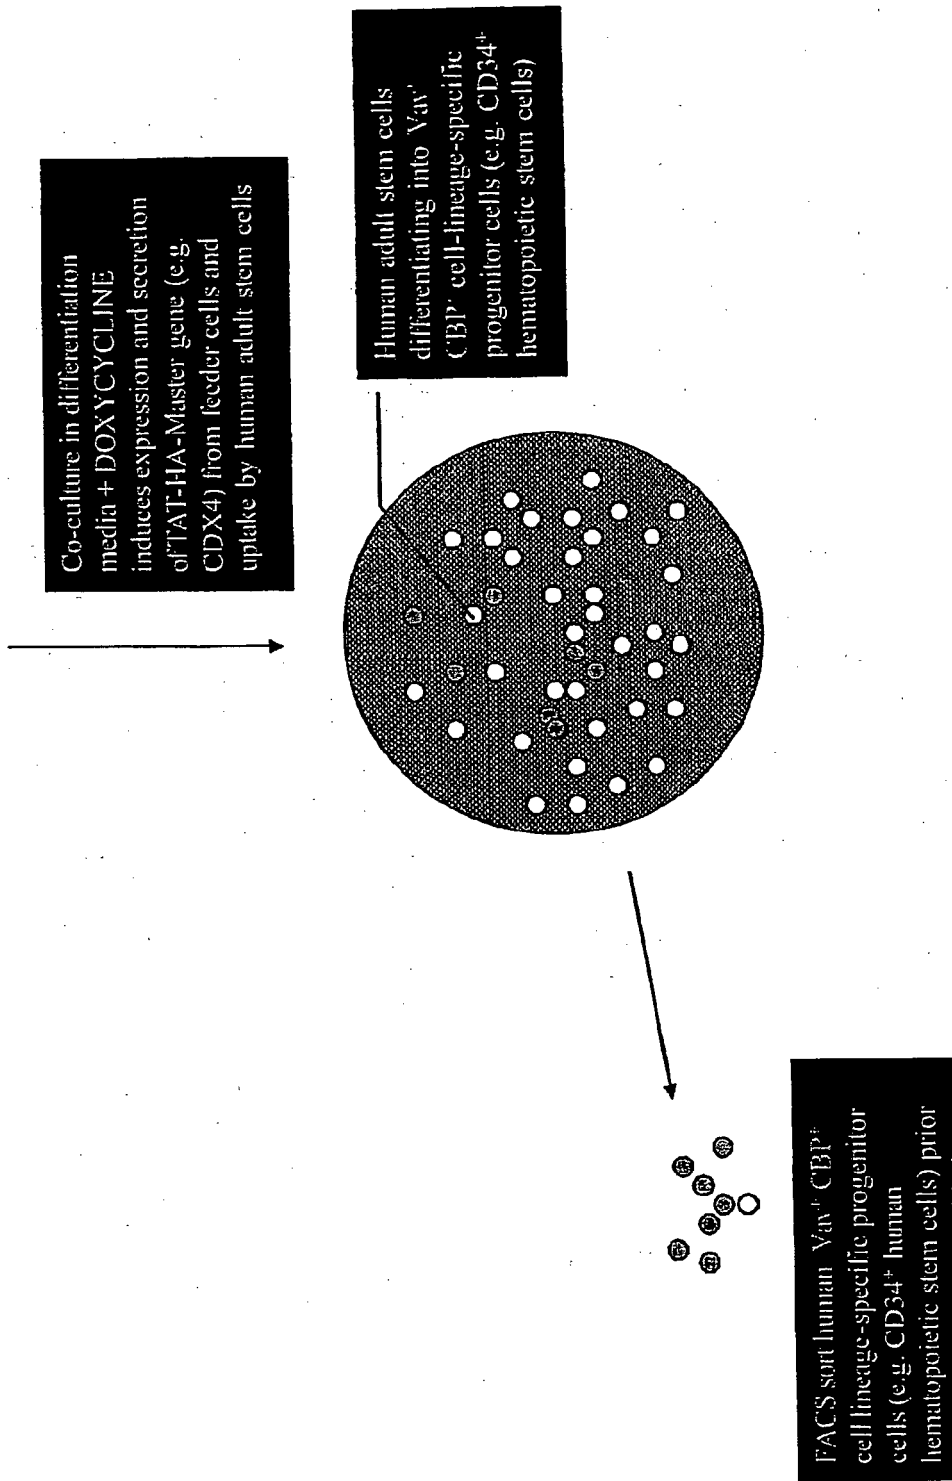 Co-culture in differentiation
media + DOXYCYCLINE
induces expression and secretion
of TAT-HA-Master gene (e.g.
CDX4) from feeder cells and
uptake by human adult stem cells
Human adult stem cells
differentiating into Vav⁺
CBP⁺ cell-lineage-specific
progenitor cells (e.g. CD34⁺
hematopoietic stem cells)
FACS sort human Vav⁺ CBP⁺
cell lineage-specific progenitor
cells (e.g. CD34⁺ human
hematopoietic stem cells) prior